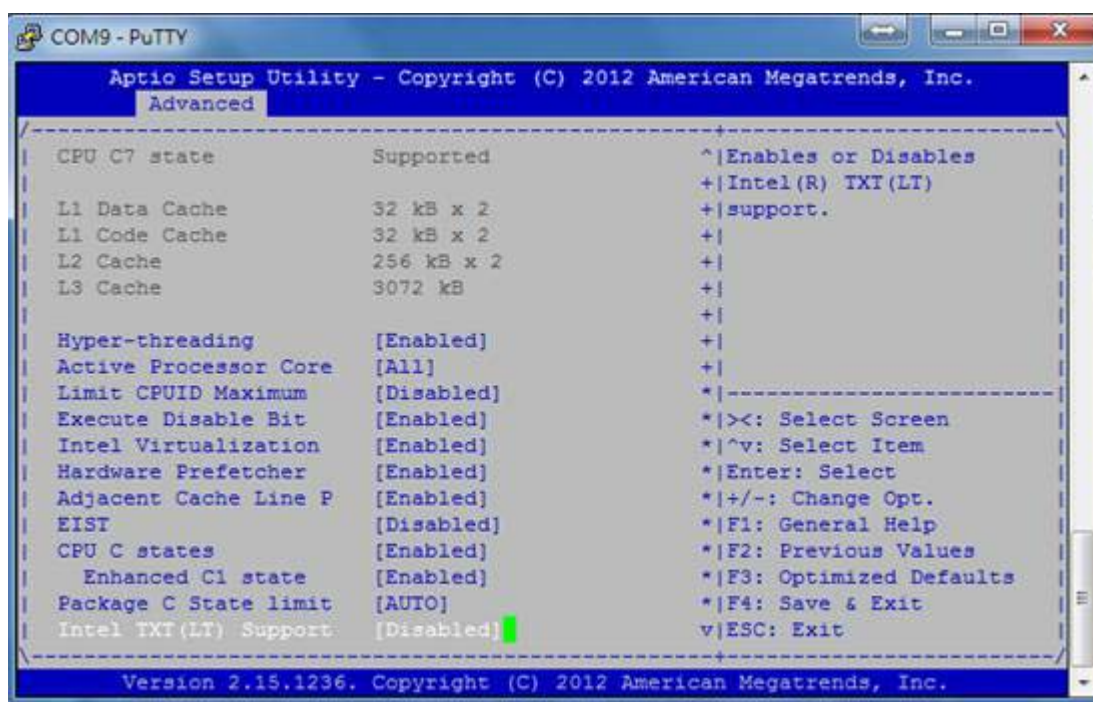 COM9 - PuTTY
Aptio Setup Utility - Copyright (C) 2012 American Megatrends, Inc.
Advanced
/----------------------------------------------------+-------------------------\
| CPU C7 state Supported ^|Enables or Disables |
| +|Intel(R) TXT(LT) |
| L1 Data Cache 32 kB x 2 +|support. |
| L1 Code Cache 32 kB x 2 +| |
| L2 Cache 256 kB x 2 +| |
| L3 Cache 3072 kB +| |
| +| |
| Hyper-threading [Enabled] +| |
| Active Processor Core [All] +| |
| Limit CPUID Maximum [Disabled] *|-------------------------|
| Execute Disable Bit [Enabled] *|><: Select Screen |
| Intel Virtualization [Enabled] *|^v: Select Item |
| Hardware Prefetcher [Enabled] *|Enter: Select |
| Adjacent Cache Line P [Enabled] *|+/-: Change Opt. |
| EIST [Disabled] *|F1: General Help |
| CPU C states [Enabled] *|F2: Previous Values |
| Enhanced C1 state [Enabled] *|F3: Optimized Defaults |
| Package C State limit [AUTO] *|F4: Save & Exit |
| Intel TXT(LT) Support [Disabled] v|ESC: Exit |
\----------------------------------------------------+-------------------------/
Version 2.15.1236. Copyright (C) 2012 American Megatrends, Inc.